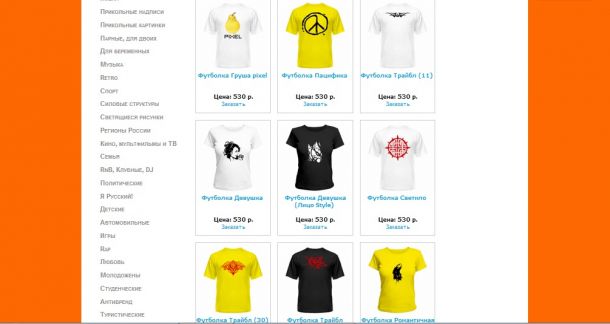 Прикольные надписи
Прикольные картинки
Парные, для двоих
Для беременных
Музыка
Retro
Спорт
Силовые структуры
Светящиеся рисунки
Регионы России
Кино, мультфильмы и ТВ
Семья
RnB, Клубные, DJ
Политические
Я Русский!
Детские
Автомобильные
Игры
Rap
Любовь
Молодожены
Студенческие
Антибренд
Туристические
PIXEL
Футболка Груша pixel
Цена: 530 р.
Заказать
Футболка Пацифика
Цена: 530 р.
Заказать
Футболка Трайбл (11)
Цена: 530 р.
Заказать
Футболка Девушка
Цена: 530 р.
Заказать
Футболка Девушка
(Лицо Style)
Цена: 530 р.
Заказать
Футболка Светило
Цена: 530 р.
Заказать
Футболка Трайбл (30)
Футболка Трайбл
Футболка Романтичная